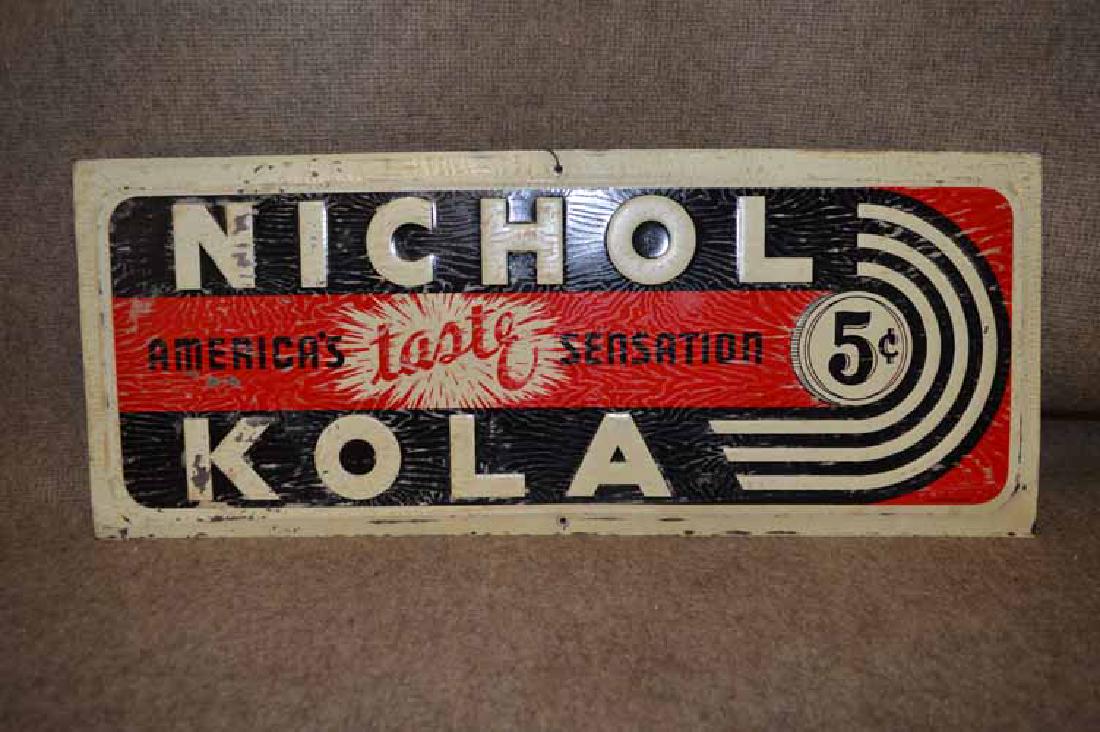 NICHOL
AMERICA'S taste SENSATION 5¢
KOLA